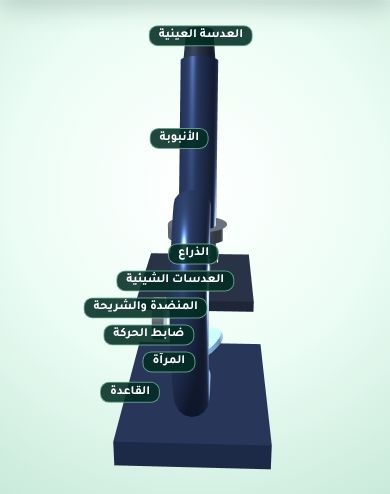 العدسة العينية
الأنبوبة
الذراع
العدسات الشيئية
المنضدة والشريحة
ضابط الحركة
المرآة
القاعدة